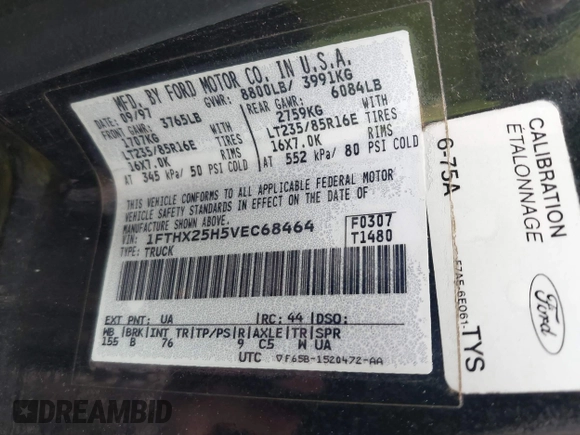 MFD. BY FORD MOTOR CO. IN U.S.A.
DATE: 09/97 GVWR: 8800LB/ 3991KG
FRONT GAWR: 3765LB REAR GAWR: 6084LB
1707KG 2759KG
LT235/85R16E TIRES LT235/85R16E TIRES
16X7.0K RIMS 16X7.0K RIMS
AT 345 kPa/ 50 PSI COLD AT 552 kPa/ 80 PSI COLD
THIS VEHICLE CONFORMS TO ALL APPLICABLE FEDERAL MOTOR
VEHICLE SAFETY STANDARDS IN EFFECT ON THE DATE OF
MANUFACTURE SHOWN ABOVE.
VIN: 1FTHX25H5VEC68464 F0307
TYPE: TRUCK T1480
EXT PNT: UA RC: 44 DSO:
WB BRK INT TR TP/PS R AXLE TR SPR
155 B 76 9 C5 W UA
UTC F65B-1520472-AA
CALIBRATION
ÉTALONNAGE
6-75A
F7AE-6E061-
TYS
Ford
DREAMBID